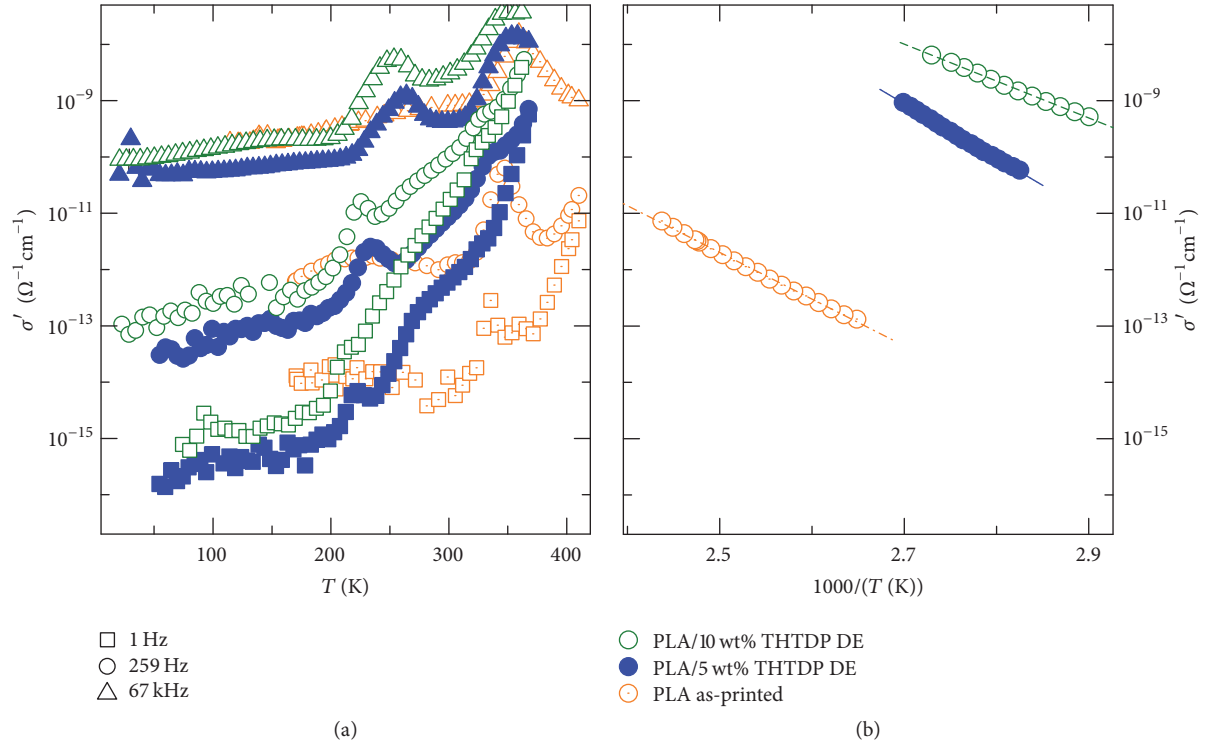 10⁻⁹
10⁻¹¹
10⁻¹³
10⁻¹⁵
σ′ (Ω⁻¹ cm⁻¹)
100 200 300 400
T (K)
10⁻⁹
10⁻¹¹
10⁻¹³
10⁻¹⁵
σ′ (Ω⁻¹ cm⁻¹)
2.5 2.7 2.9
1000/(T (K))
1 Hz
259 Hz
67 kHz
(a)
PLA/10 wt% THTDP DE
PLA/5 wt% THTDP DE
PLA as-printed
(b)